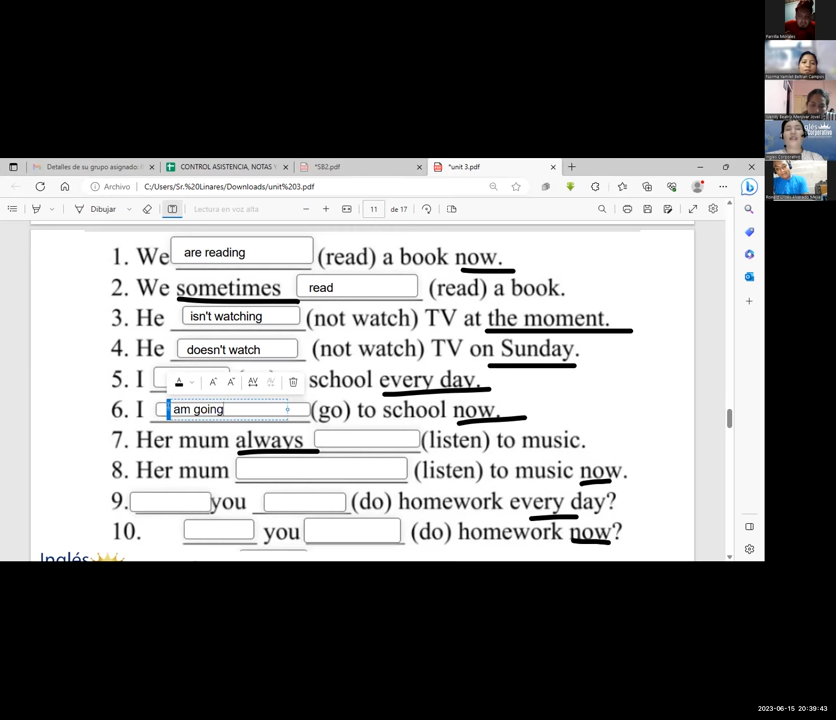 Parrilla Morales
Detalles de su grupo asignado:
CONTROL ASISTENCIA, NOTAS
*SB2.pdf
*unit 3.pdf
Archivo
C:/Users/Sr.%20Linares/Downloads/unit%203.pdf
Dibujar
Lectura en voz alta
11
de 17
Inglés Corporativo
1. We are reading (read) a book now.
2. We sometimes read (read) a book.
3. He isn't watching (not watch) TV at the moment.
4. He doesn't watch (not watch) TV on Sunday.
5. I school every day.
6. I am going (go) to school now.
7. Her mum always (listen) to music.
8. Her mum (listen) to music now.
9. you (do) homework every day?
10. you (do) homework now?
Inglés
2023-06-15 20:39:43